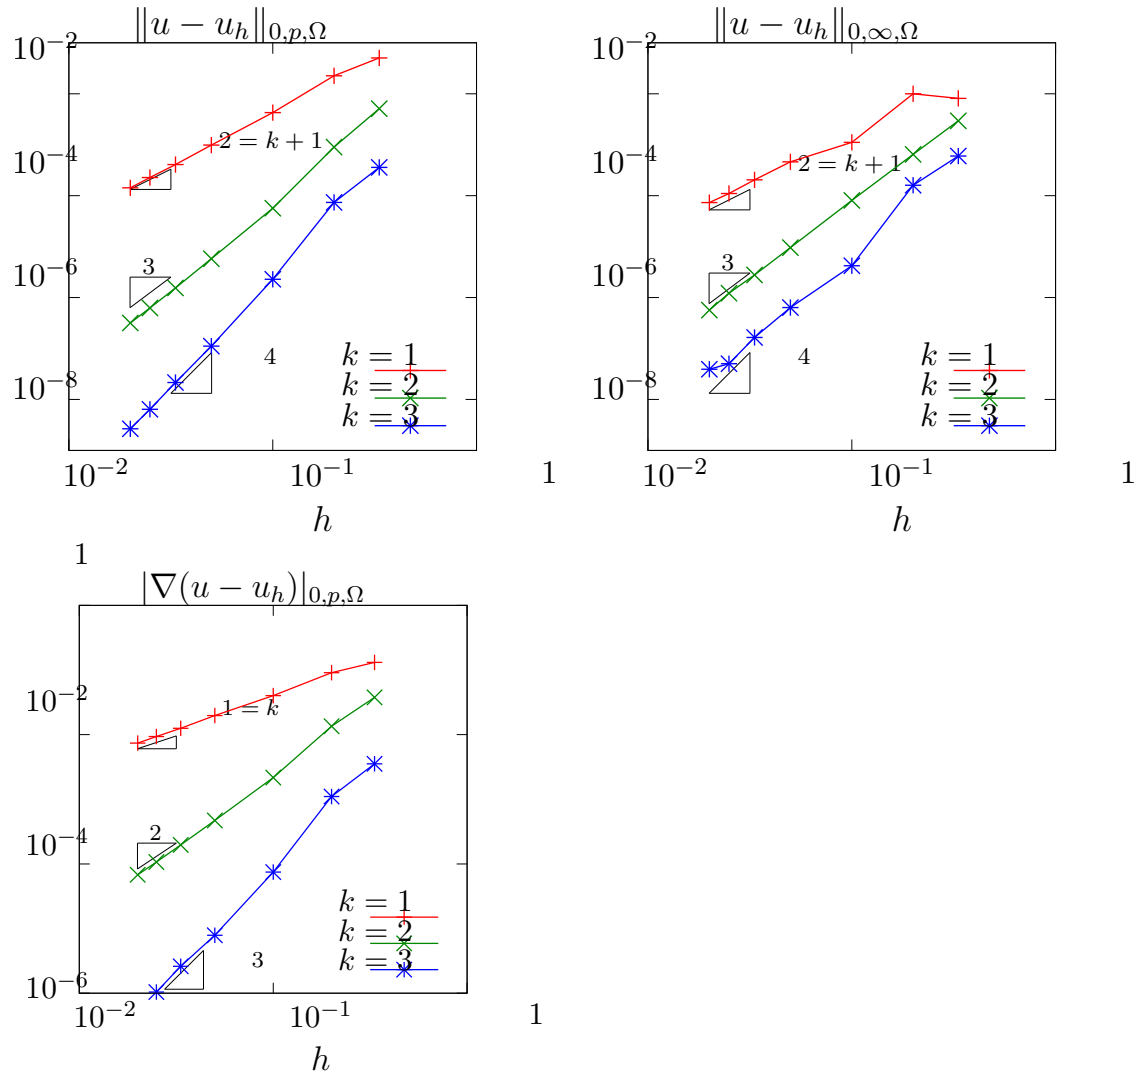 ‖u − u_h‖_{0,p,Ω}
10^{−2}
10^{−4}
10^{−6}
10^{−8}
2 = k + 1
3
4
k = 1
k = 2
k = 3
10^{−2} 10^{−1} 1
h
‖u − u_h‖_{0,∞,Ω}
10^{−2}
10^{−4}
10^{−6}
10^{−8}
2 = k + 1
3
4
k = 1
k = 2
k = 3
10^{−2} 10^{−1} 1
h
|∇(u − u_h)|_{0,p,Ω}
1
10^{−2}
10^{−4}
10^{−6}
1 = k
2
3
k = 1
k = 2
k = 3
10^{−2} 10^{−1} 1
h